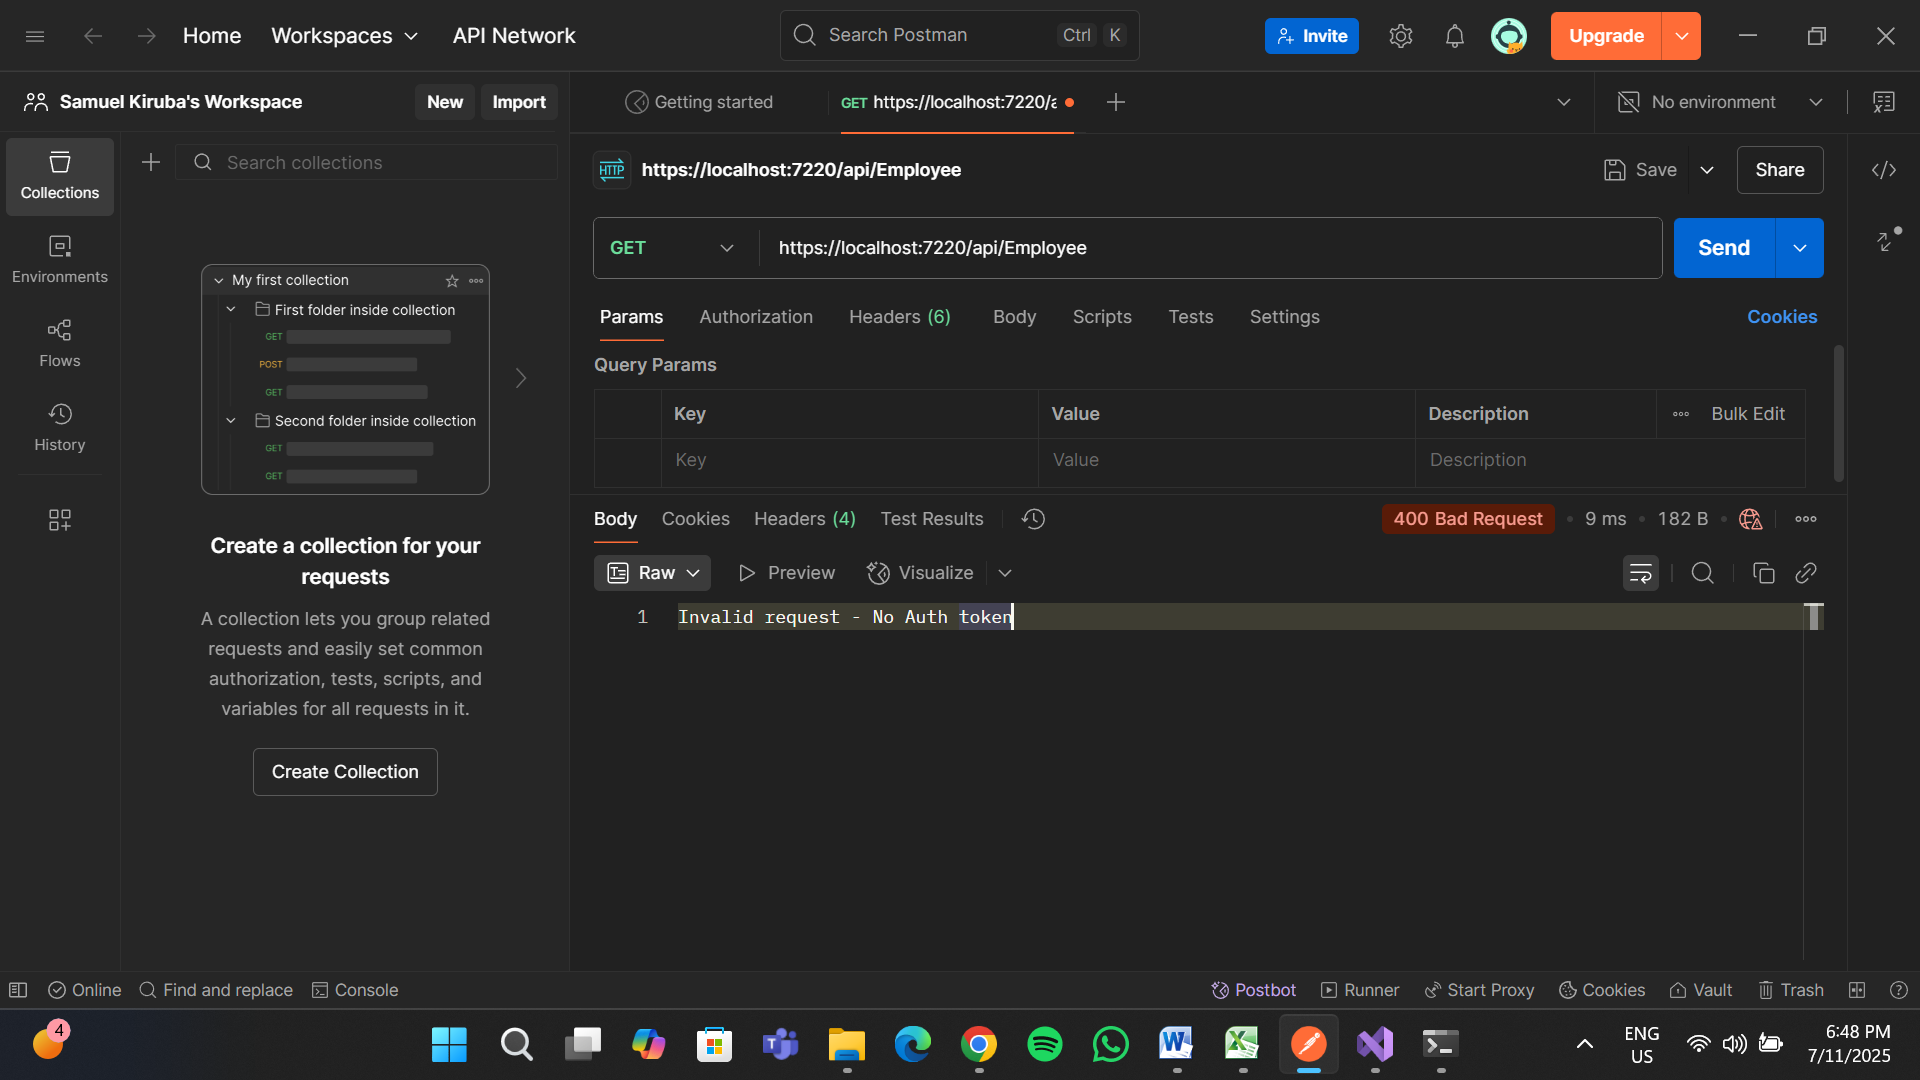 Home
Workspaces
API Network
Search Postman
Ctrl K
Invite
Upgrade
Samuel Kiruba's Workspace
New
Import
Getting started
GET https://localhost:7220/a
No environment
Collections
Environments
Flows
History
Search collections
My first collection
First folder inside collection
GET
POST
GET
Second folder inside collection
GET
GET
Create a collection for your
requests
A collection lets you group related
requests and easily set common
authorization, tests, scripts, and
variables for all requests in it.
Create Collection
HTTP
https://localhost:7220/api/Employee
Save
Share
GET
https://localhost:7220/api/Employee
Send
Params
Authorization
Headers (6)
Body
Scripts
Tests
Settings
Cookies
Query Params
Key
Value
Description
Bulk Edit
Key
Value
Description
Body
Cookies
Headers (4)
Test Results
400 Bad Request
9 ms
182 B
Raw
Preview
Visualize
1
Invalid request - No Auth token
Online
Find and replace
Console
Postbot
Runner
Start Proxy
Cookies
Vault
Trash
4
ENG
US
6:48 PM
7/11/2025